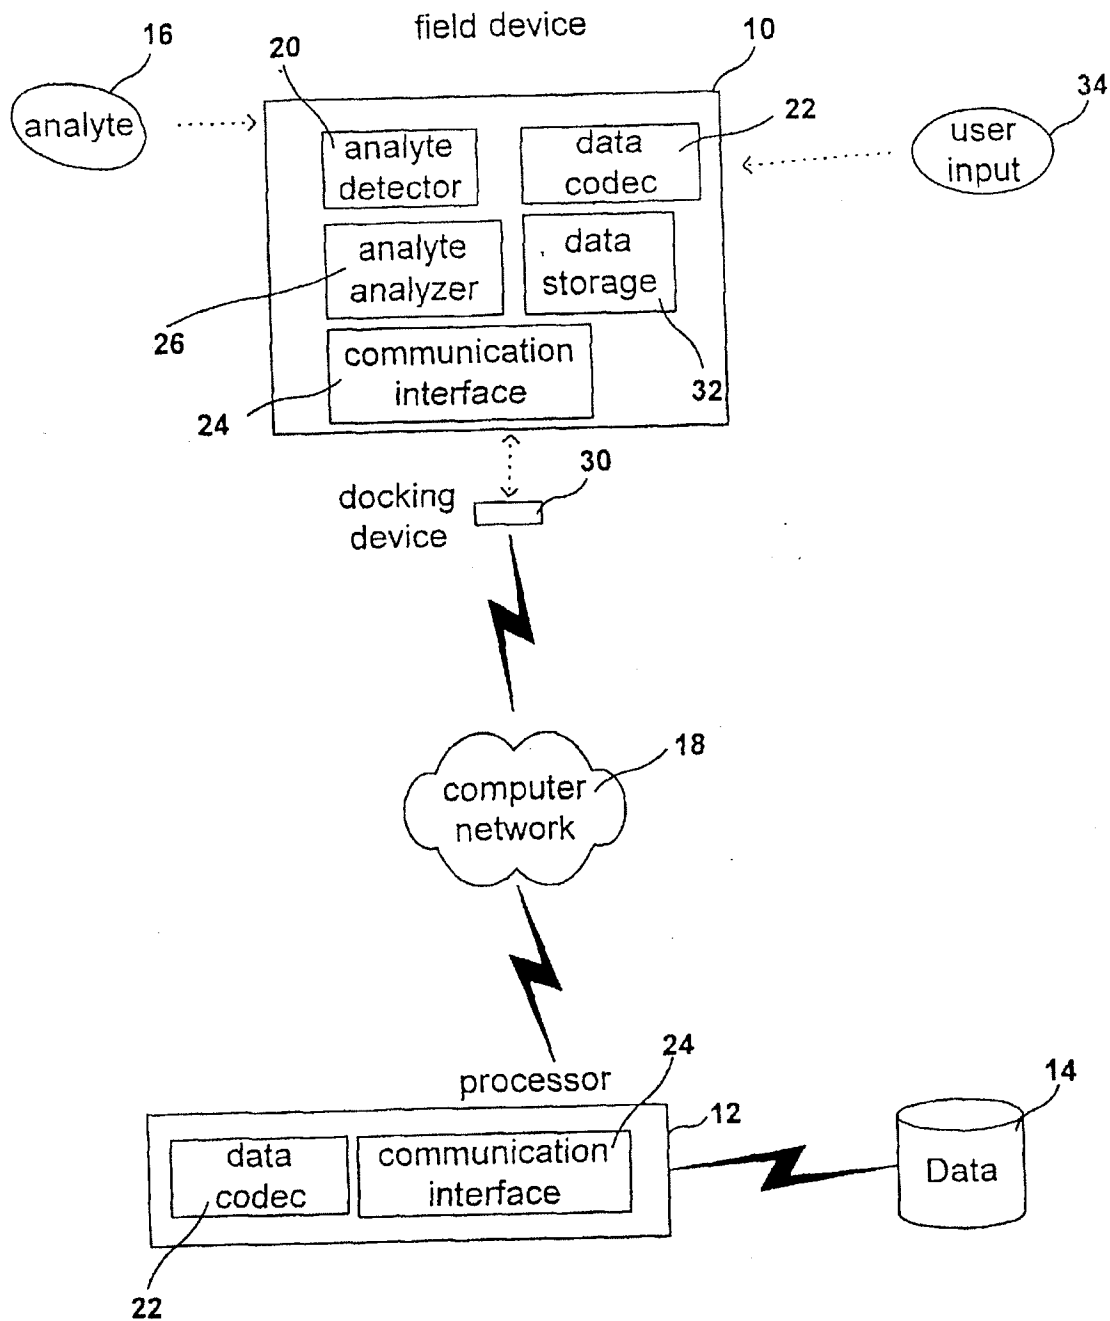 field device
16
20
10
34
analyte
analyte
detector
22
data
codec
user
input
analyte
analyzer
data
storage
26
communication
interface
24
32
30
docking
device
18
computer
network
processor
24
12
14
data
codec
communication
interface
Data
22